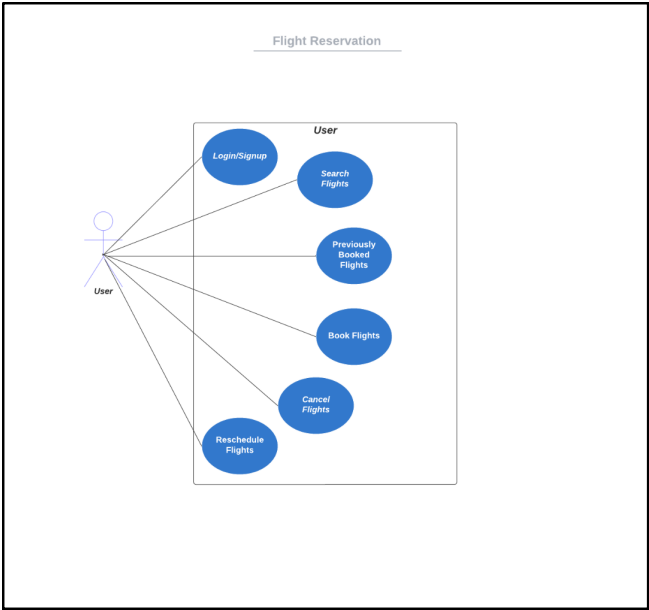 Flight Reservation
User
Login/Signup
Search
Flights
Previously
Booked
Flights
User
Book Flights
Cancel
Flights
Reschedule
Flights